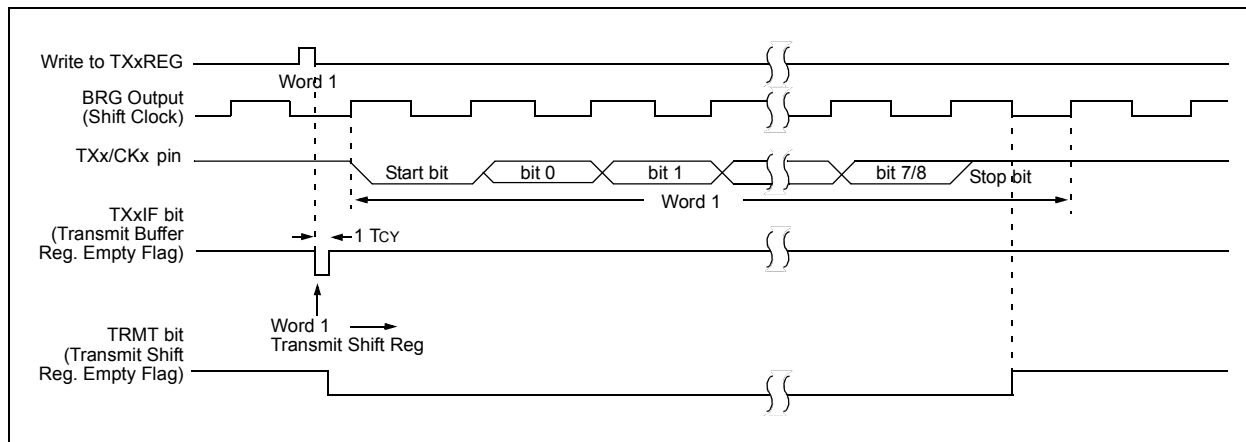 Write to TXxREG
Word 1
BRG Output
(Shift Clock)
TXx/CKx pin
Start bit
bit 0
bit 1
bit 7/8
Stop bit
Word 1
TXxIF bit
(Transmit Buffer
Reg. Empty Flag)
1 TCY
Word 1
Transmit Shift Reg
TRMT bit
(Transmit Shift
Reg. Empty Flag)